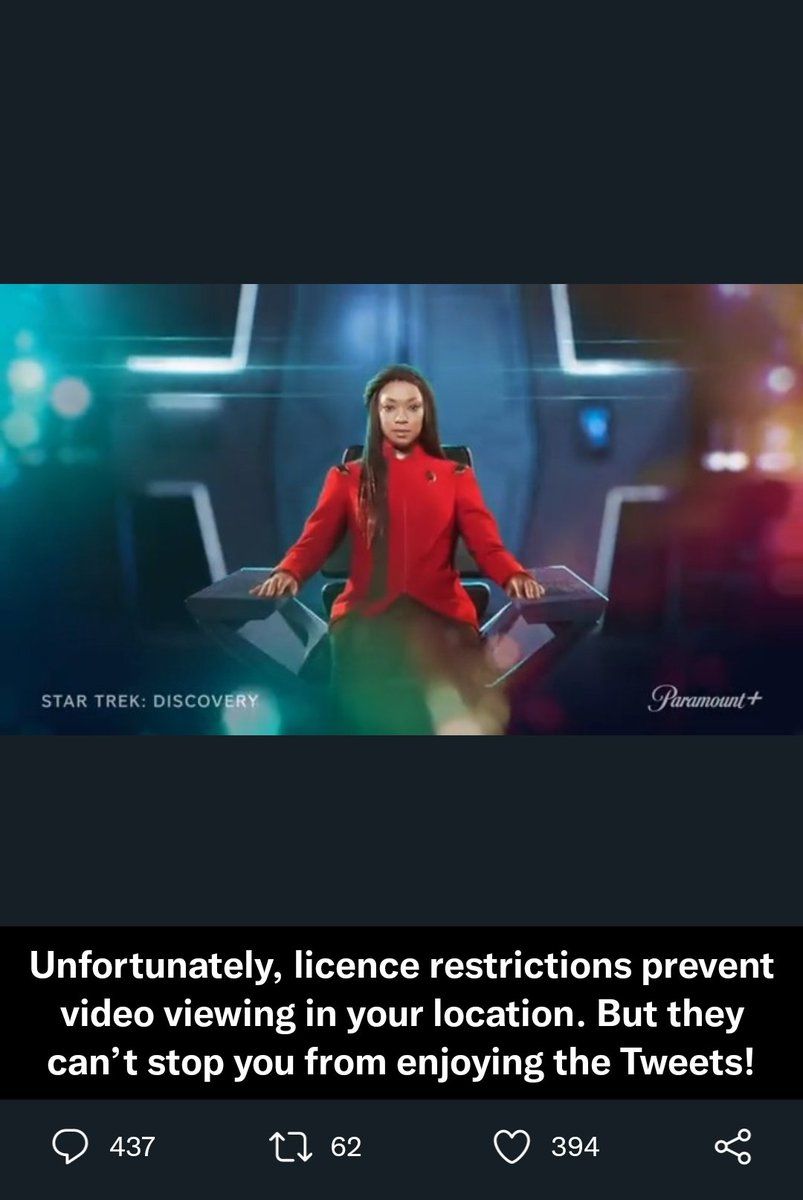 STAR TREK: DISCOVERY
Paramount+
Unfortunately, licence restrictions prevent
video viewing in your location. But they
can’t stop you from enjoying the Tweets!
437 62 394